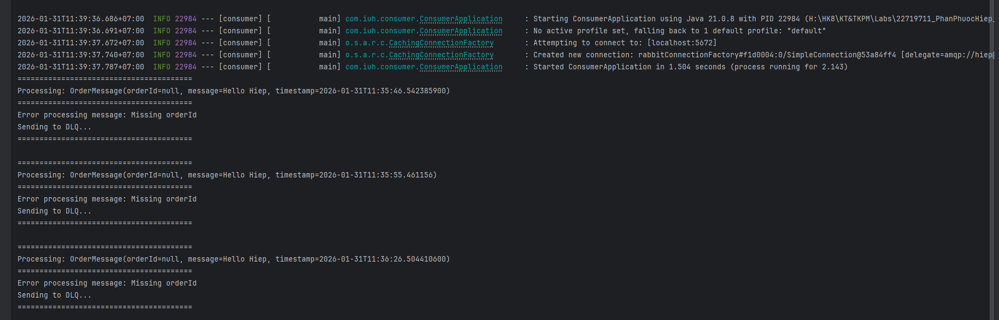 2026-01-31T11:39:36.686+07:00  INFO 22984 --- [consumer] [           main] com.iuh.consumer.ConsumerApplication     : Starting ConsumerApplication using Java 21.0.8 with PID 22984 (H:\HK8\KT&TKPM\Labs\22719711_PhanPhuocHiep_
2026-01-31T11:39:36.691+07:00  INFO 22984 --- [consumer] [           main] com.iuh.consumer.ConsumerApplication     : No active profile set, falling back to 1 default profile: "default"
2026-01-31T11:39:37.672+07:00  INFO 22984 --- [consumer] [           main] o.s.a.r.c.CachingConnectionFactory       : Attempting to connect to: [localhost:5672]
2026-01-31T11:39:37.740+07:00  INFO 22984 --- [consumer] [           main] o.s.a.r.c.CachingConnectionFactory       : Created new connection: rabbitConnectionFactory#f1d0004:0/SimpleConnection@53a84ff4 [delegate=amqp://hiep@
2026-01-31T11:39:37.787+07:00  INFO 22984 --- [consumer] [           main] com.iuh.consumer.ConsumerApplication     : Started ConsumerApplication in 1.504 seconds (process running for 2.143)
========================================
Processing: OrderMessage(orderId=null, message=Hello Hiep, timestamp=2026-01-31T11:35:46.542385900)
========================================
Error processing message: Missing orderId
Sending to DLQ...
========================================
========================================
Processing: OrderMessage(orderId=null, message=Hello Hiep, timestamp=2026-01-31T11:35:55.461156)
========================================
Error processing message: Missing orderId
Sending to DLQ...
========================================
========================================
Processing: OrderMessage(orderId=null, message=Hello Hiep, timestamp=2026-01-31T11:36:26.504410600)
========================================
Error processing message: Missing orderId
Sending to DLQ...
========================================